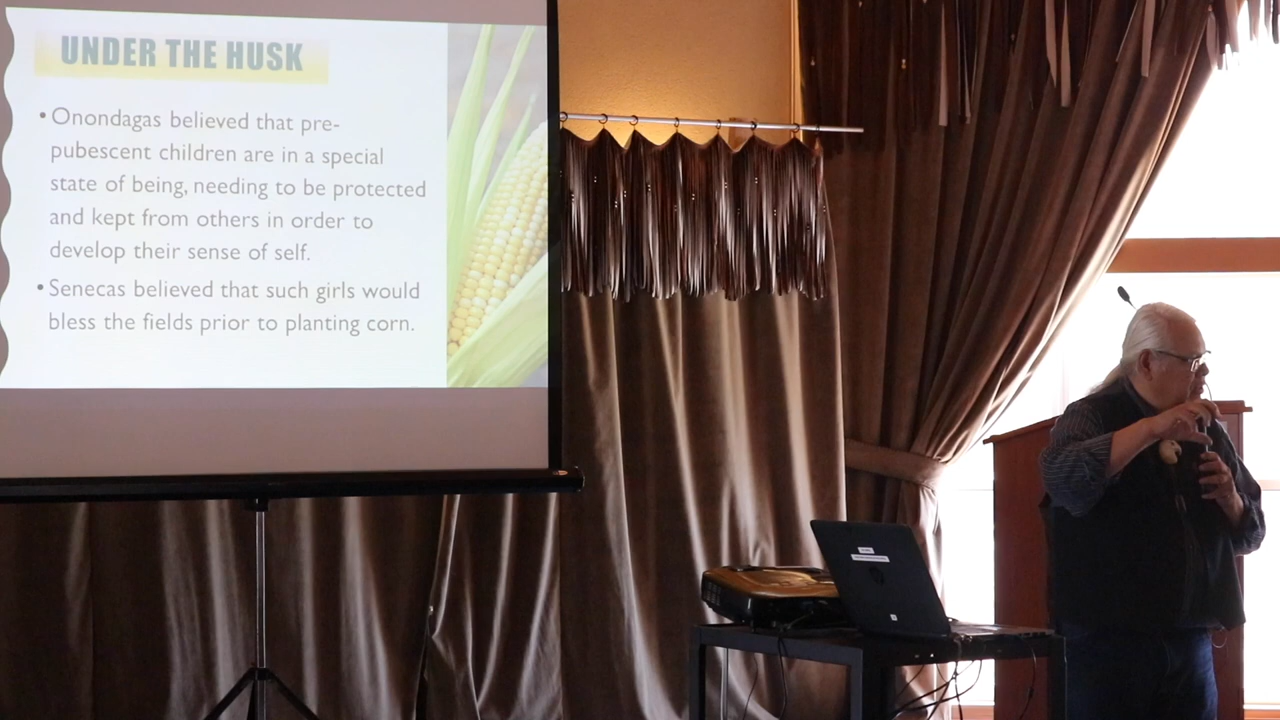 UNDER THE HUSK
• Onondagas believed that pre-
pubescent children are in a special
state of being, needing to be protected
and kept from others in order to
develop their sense of self.
• Senecas believed that such girls would
bless the fields prior to planting corn.